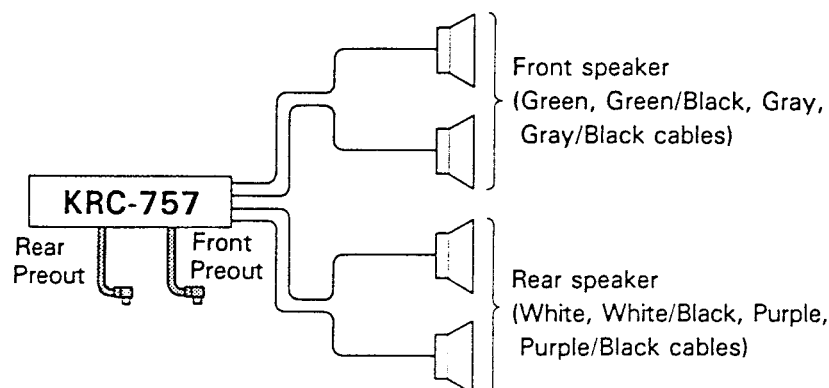 Front speaker
(Green, Green/Black, Gray,
Gray/Black cables)
KRC-757
Rear
Preout
Front
Preout
Rear speaker
(White, White/Black, Purple,
Purple/Black cables)